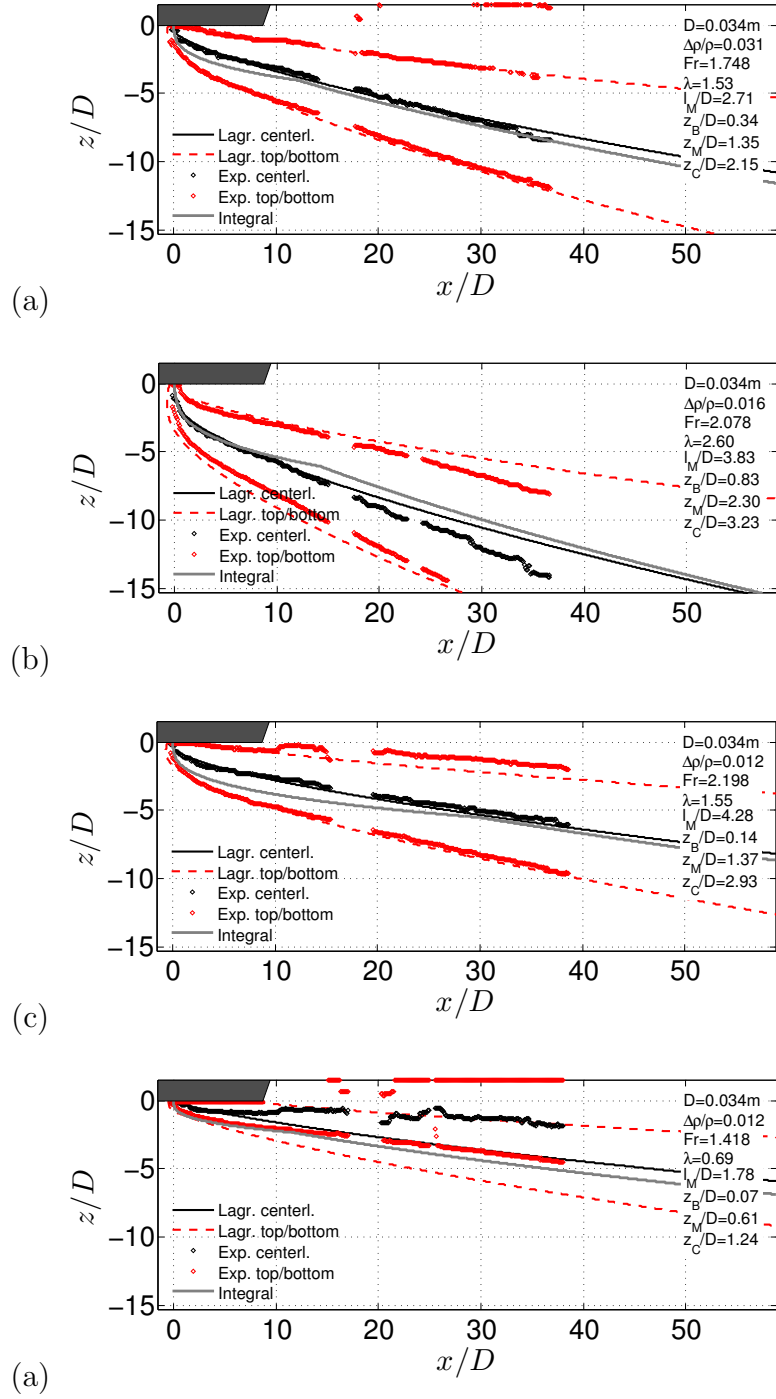 0
−5
−10
−15
z/D
D=0.034m
Δρ/ρ=0.031
Fr=1.748
λ=1.53
l_M/D=2.71
z_B/D=0.34
z_M/D=1.35
z_C/D=2.15
Lagr. centerl.
Lagr. top/bottom
Exp. centerl.
Exp. top/bottom
Integral
0 10 20 30 40 50
x/D
(a)
0
−5
−10
−15
z/D
D=0.034m
Δρ/ρ=0.016
Fr=2.078
λ=2.60
l_M/D=3.83
z_B/D=0.83
z_M/D=2.30
z_C/D=3.23
Lagr. centerl.
Lagr. top/bottom
Exp. centerl.
Exp. top/bottom
Integral
0 10 20 30 40 50
x/D
(b)
0
−5
−10
−15
z/D
D=0.034m
Δρ/ρ=0.012
Fr=2.198
λ=1.55
l_M/D=4.28
z_B/D=0.14
z_M/D=1.37
z_C/D=2.93
Lagr. centerl.
Lagr. top/bottom
Exp. centerl.
Exp. top/bottom
Integral
0 10 20 30 40 50
x/D
(c)
0
−5
−10
−15
z/D
D=0.034m
Δρ/ρ=0.012
Fr=1.418
λ=0.69
l_M/D=1.78
z_B/D=0.07
z_M/D=0.61
z_C/D=1.24
Lagr. centerl.
Lagr. top/bottom
Exp. centerl.
Exp. top/bottom
Integral
0 10 20 30 40 50
x/D
(a)